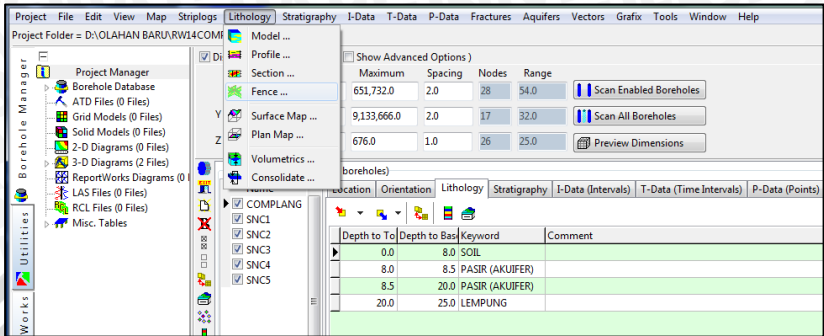 Project File Edit View Map Striplogs Lithology Stratigraphy I-Data T-Data P-Data Fractures Aquifers Vectors Grafix Tools Window Help
Project Folder = D:\OLAHAN BARU\RW14COMP
Model ...
Profile ...
Section ...
Fence ...
Surface Map ...
Plan Map ...
Volumetrics ...
Consolidate ...
Borehole Manager
Utilities
Works
Project Manager
Borehole Database
ATD Files (0 Files)
Grid Models (0 Files)
Solid Models (0 Files)
2-D Diagrams (0 Files)
3-D Diagrams (2 Files)
ReportWorks Diagrams (0
LAS Files (0 Files)
RCL Files (0 Files)
Misc. Tables
Show Advanced Options )
Maximum Spacing Nodes Range
651,732.0 2.0 28 54.0 Scan Enabled Boreholes
Y 9,133,666.0 2.0 17 32.0 Scan All Boreholes
Z 676.0 1.0 26 25.0 Preview Dimensions
boreholes)
Name
COMPLANG
SNC1
SNC2
SNC3
SNC4
SNC5
Location Orientation Lithology Stratigraphy I-Data (Intervals) T-Data (Time Intervals) P-Data (Points)
Depth to To Depth to Base Keyword Comment
0.0 8.0 SOIL
8.0 8.5 PASIR (AKUIFER)
8.5 20.0 PASIR (AKUIFER)
20.0 25.0 LEMPUNG